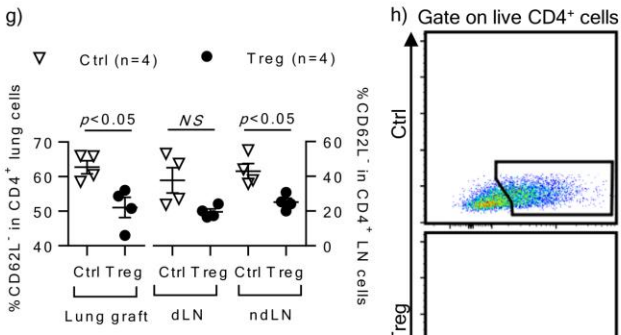 g)
▽ Ctrl (n=4) ● Treg (n=4)
%CD62L⁻ in CD4⁺ lung cells
p<0.05 NS p<0.05
70
60
50
40
60
40
20
0
%CD62L⁻ in CD4⁺ LN cells
Ctrl Treg Ctrl Treg Ctrl Treg
Lung graft dLN ndLN
h) Gate on live CD4⁺ cells
Ctrl
Treg